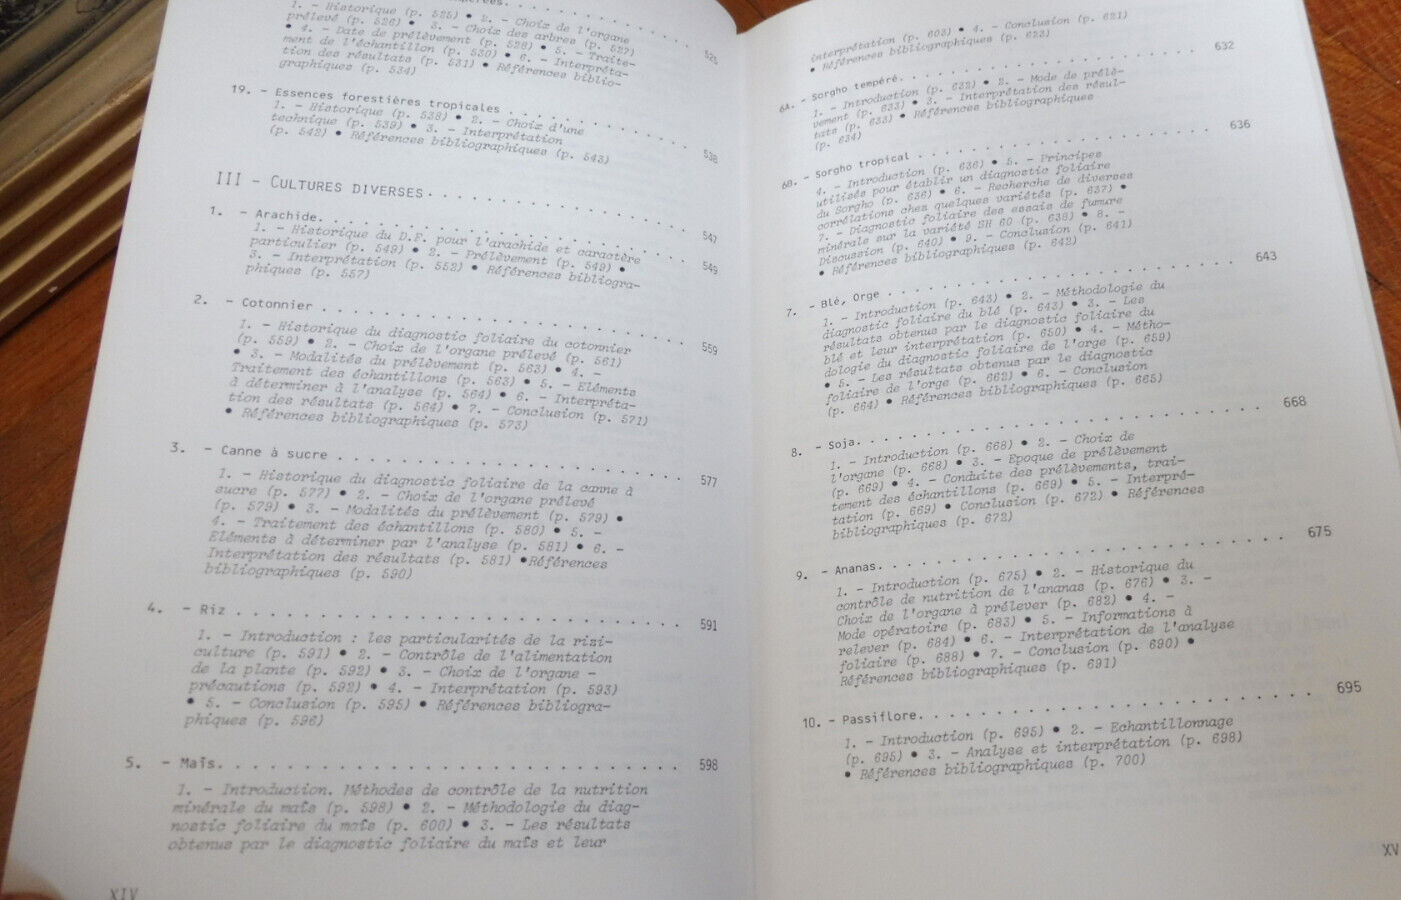 1. - Historique (p. 525) • 2. - Choix de l'organe
prélevé (p. 526) • 3. - Choix des arbres (p. 527)
• 4. - Date de prélèvement (p. 528) • 5. - Traite-
ment de l'échantillon (p. 530) • 6. - Interpréta-
tion des résultats (p. 531) • Références biblio-
graphiques (p. 534)
525
19. - Essences forestières tropicales . . . . . . . . . . . . . 538
1. - Historique (p. 538) • 2. - Choix d'une
technique (p. 539) • 3. - Interprétation
(p. 542) • Références bibliographiques (p. 543)
III - CULTURES DIVERSES. . . . . . . . . . . . . . . . . . 547
1. - Arachide. . . . . . . . . . . . . . . . . . . . . . . . 549
1. - Historique du D.F. pour l'arachide et caractère
particulier (p. 549) • 2. - Prélèvement (p. 549) •
3. - Interprétation (p. 552) • Références bibliogra-
phiques (p. 557)
2. - Cotonnier . . . . . . . . . . . . . . . . . . . . . . . 559
1. - Historique du diagnostic foliaire du cotonnier
(p. 559) • 2. - Choix de l'organe prélevé (p. 561)
• 3. - Modalités du prélèvement (p. 563) • 4. -
Traitement des échantillons (p. 563) • 5. - Eléments
à déterminer à l'analyse (p. 564) • 6. - Interpréta-
tion des résultats (p. 564) • 7. - Conclusion (p. 571)
• Références bibliographiques (p. 573)
3. - Canne à sucre . . . . . . . . . . . . . . . . . . . . . 577
1. - Historique du diagnostic foliaire de la canne à
sucre (p. 577) • 2. - Choix de l'organe prélevé
(p. 579) • 3. - Modalités du prélèvement (p. 579) •
4. - Traitement des échantillons (p. 580) • 5. -
Eléments à déterminer par l'analyse (p. 581) • 6. -
Interprétation des résultats (p. 581) •Références
bibliographiques (p. 590)
4. - Riz . . . . . . . . . . . . . . . . . . . . . . . . . . 591
1. - Introduction : les particularités de la rizi-
culture (p. 591) • 2. - Contrôle de l'alimentation
de la plante (p. 592) • 3. - Choix de l'organe -
précautions (p. 592) • 4. - Interprétation (p. 593)
• 5. - Conclusion (p. 595) • Références bibliogra-
phiques (p. 596)
5. - Maîs. . . . . . . . . . . . . . . . . . . . . . . . . . 598
1. - Introduction. Méthodes de contrôle de la nutrition
minérale du maîs (p. 598) • 2. - Méthodologie du diag-
nostic foliaire du maîs (p. 600) • 3. - Les résultats
obtenus par le diagnostic foliaire du maîs et leur
XIV
interprétation (p. 603) • 4. - Conclusion (p. 621)
• Références bibliographiques (p. 623)
6A. - Sorgho tempéré. . . . . . . . . . . . . . . . . . . . 632
1. - Introduction (p. 632) • 2. - Mode de prélè-
vement (p. 633) • 3. - Interprétation des résul-
tats (p. 633) • Références bibliographiques
(p. 634)
6B. - Sorgho tropical . . . . . . . . . . . . . . . . . . . 636
4. - Introduction (p. 636) • 5. - Principes
utilisés pour établir un diagnostic foliaire
du Sorgho (p. 636) • 6. - Recherche de diverses
corrélations chez quelques variétés (p. 637) •
7. - Diagnostic foliaire des essais de fumure
minérale sur la variété SH 60 (p. 638) • 8. -
Discussion (p. 640) • 9. - Conclusion (p. 641)
• Références bibliographiques (p. 642)
7. - Blé, Orge . . . . . . . . . . . . . . . . . . . . . . . 643
1. - Introduction (p. 643) • 2. - Méthodologie du
diagnostic foliaire du blé (p. 643) • 3. - Les
résultats obtenus par le diagnostic foliaire du
blé et leur interprétation (p. 650) • 4. - Métho-
dologie du diagnostic foliaire de l'orge (p. 659)
• 5. - Les résultats obtenus par le diagnostic
foliaire de l'orge (p. 662) • 6. - Conclusion
(p. 664) • Références bibliographiques (p. 665)
8. - Soja. . . . . . . . . . . . . . . . . . . . . . . . . . 668
1. - Introduction (p. 668) • 2. - Choix de
l'organe (p. 668) • 3. - Epoque de prélèvement
(p. 669) • 4. - Conduite des prélèvements, trai-
tement des échantillons (p. 669) • 5. - Interpré-
tation (p. 669) • Conclusion (p. 672) • Références
bibliographiques (p. 672)
9. - Ananas. . . . . . . . . . . . . . . . . . . . . . . . . 675
1. - Introduction (p. 675) • 2. - Historique du
contrôle de nutrition de l'ananas (p. 676) • 3. -
Choix de l'organe à prélever (p. 682) • 4. -
Mode opératoire (p. 683) • 5. - Informations à
relever (p. 684) • 6. - Interprétation de l'analyse
foliaire (p. 688) • 7. - Conclusion (p. 690) •
Références bibliographiques (p. 691)
10. - Passiflore. . . . . . . . . . . . . . . . . . . . . . 695
1. - Introduction (p. 695) • 2. - Echantillonnage
(p. 695) • 3. - Analyse et interprétation (p. 698)
• Références bibliographiques (p. 700)
XV